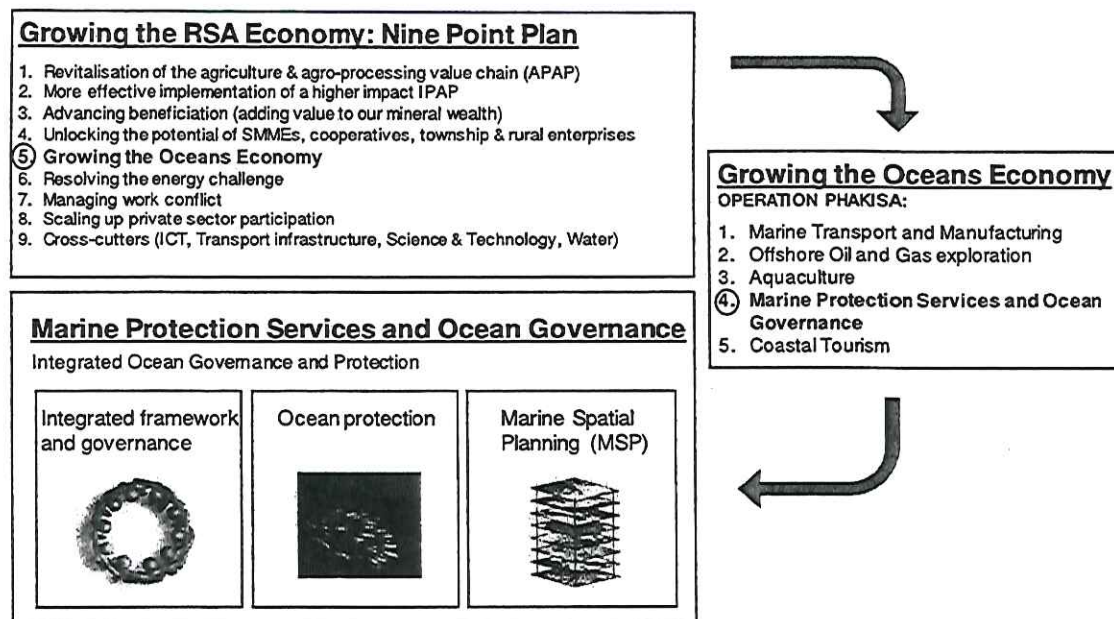 Growing the RSA Economy: Nine Point Plan
1. Revitalisation of the agriculture & agro-processing value chain (APAP)
2. More effective implementation of a higher impact IPAP
3. Advancing beneficiation (adding value to our mineral wealth)
4. Unlocking the potential of SMMEs, cooperatives, township & rural enterprises
5 Growing the Oceans Economy
6. Resolving the energy challenge
7. Managing work conflict
8. Scaling up private sector participation
9. Cross-cutters (ICT, Transport infrastructure, Science & Technology, Water)
Growing the Oceans Economy
OPERATION PHAKISA:
1. Marine Transport and Manufacturing
2. Offshore Oil and Gas exploration
3. Aquaculture
4. Marine Protection Services and Ocean
Governance
5. Coastal Tourism
Marine Protection Services and Ocean Governance
Integrated Ocean Governance and Protection
Integrated framework
and governance
Ocean protection
Marine Spatial
Planning (MSP)